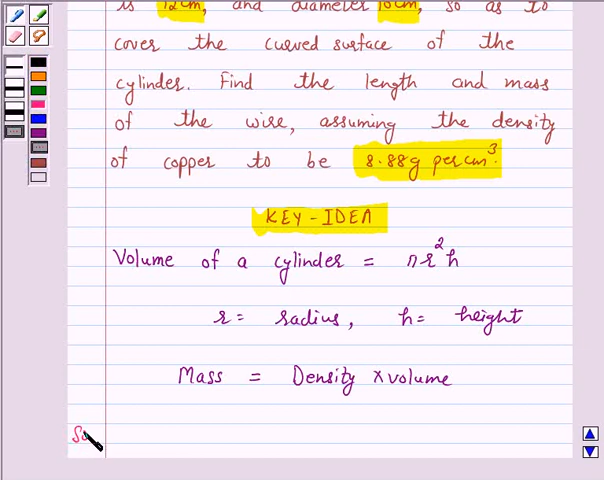 is 12cm, and diameter 10cm, so as to
cover the curved surface of the
cylinder. Find the length and mass
of the wire, assuming the density
of copper to be 8.88g per cm³.
KEY-IDEA
Volume of a cylinder = πr²h
r = radius, h = height
Mass = Density × volume
So